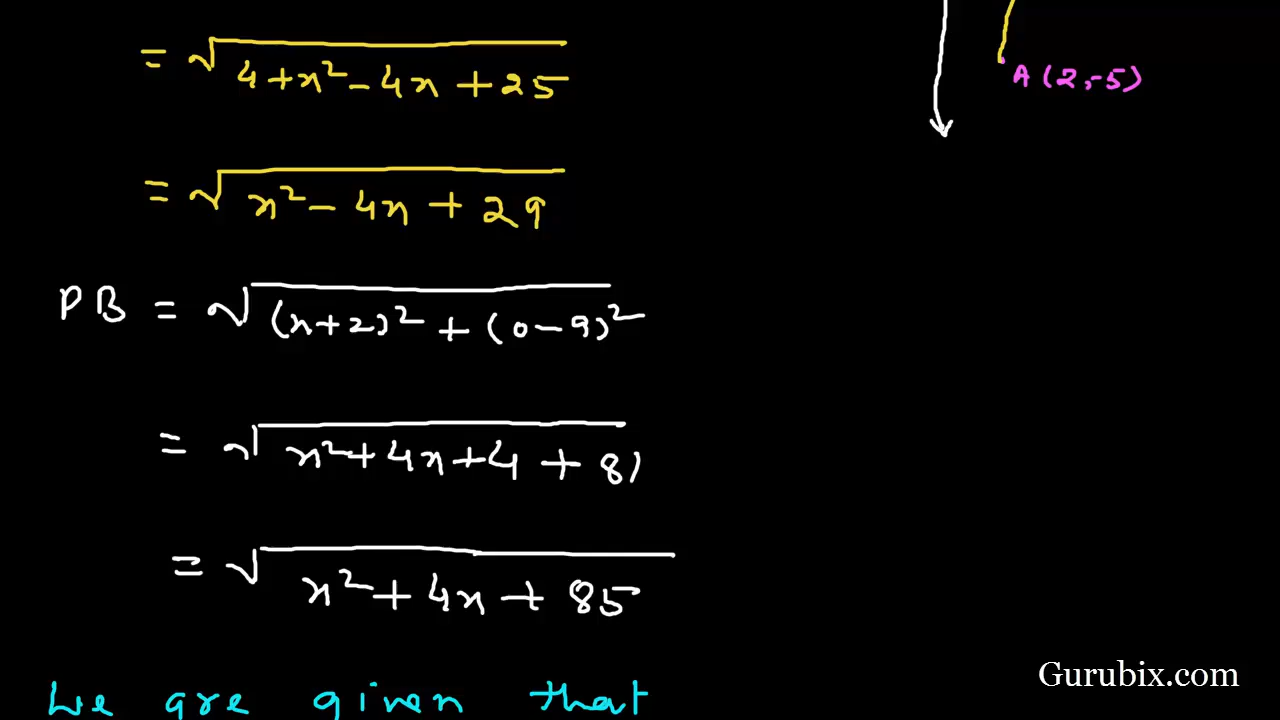 = √(4+x²-4x+25)
A(2,-5)
= √(x²-4x+29)
PB = √((x+2)²+(0-9)²)
= √(x²+4x+4+81)
= √(x²+4x+85)
We are given that
Gurubix.com